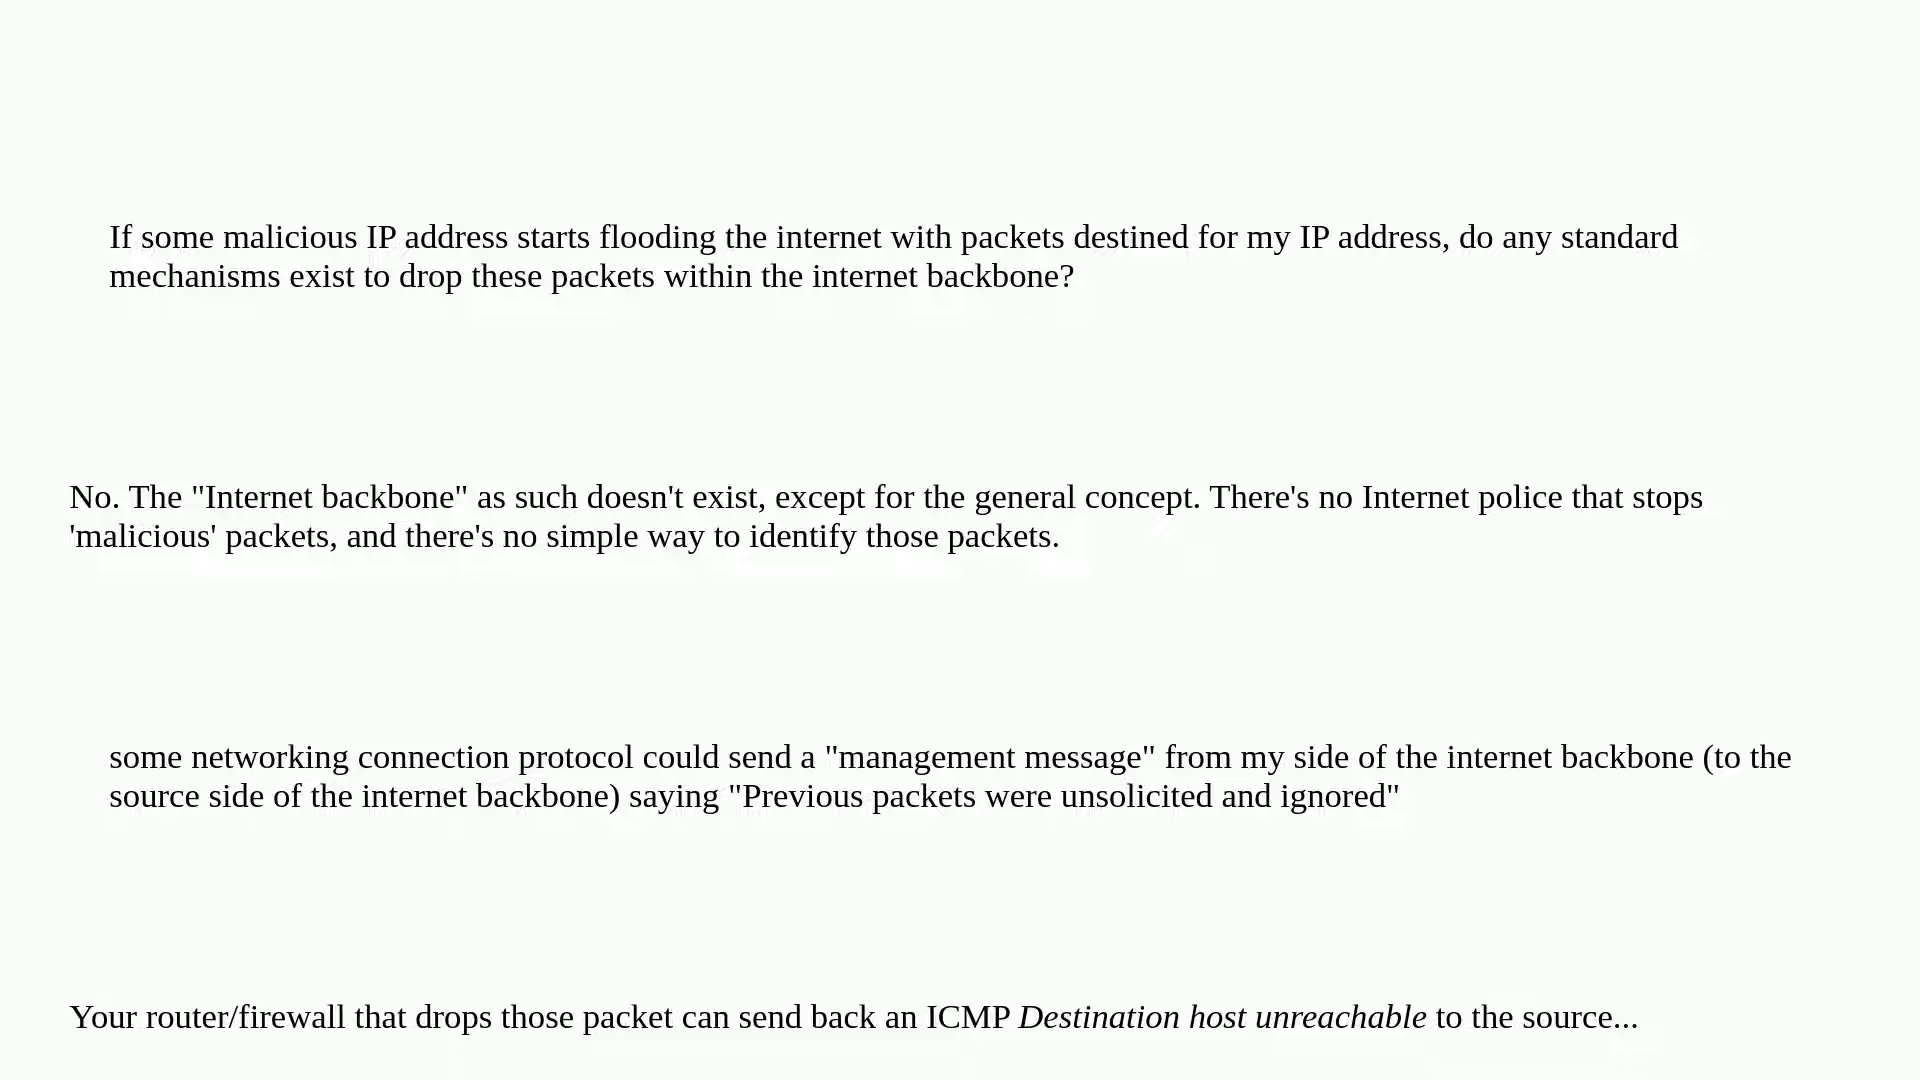 If some malicious IP address starts flooding the internet with packets destined for my IP address, do any standard
mechanisms exist to drop these packets within the internet backbone?
No. The "Internet backbone" as such doesn't exist, except for the general concept. There's no Internet police that stops
'malicious' packets, and there's no simple way to identify those packets.
some networking connection protocol could send a "management message" from my side of the internet backbone (to the
source side of the internet backbone) saying "Previous packets were unsolicited and ignored"
Your router/firewall that drops those packet can send back an ICMP Destination host unreachable to the source...